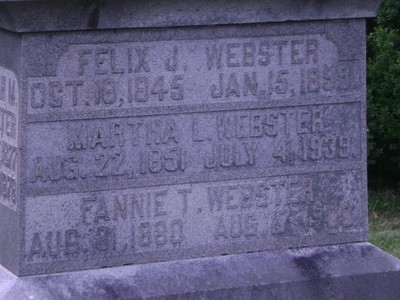 FELIX J. WEBSTER
OCT. 18, 1845 JAN. 15,
MARTHA L. WEBSTER
AUG. 22, 1851 JULY 4, 1939.
FANNIE T. WEBSTER
AUG. 31, 1880 AUG.